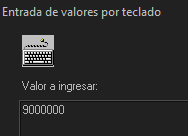 Entrada de valores por teclado
Valor a ingresar:
9000000